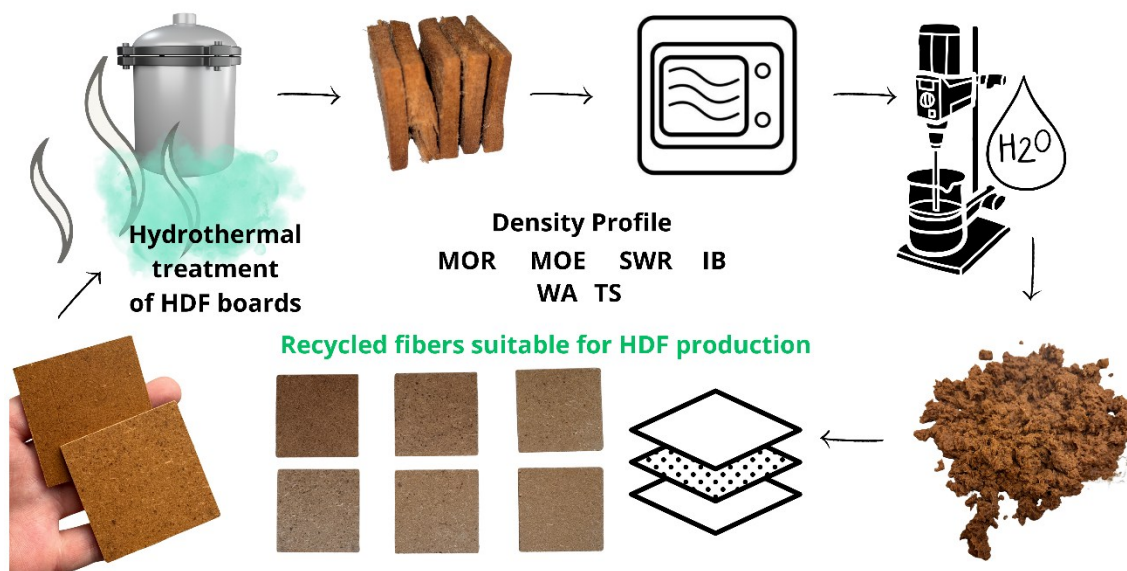 H2O
Hydrothermal
treatment
of HDF boards
Density Profile
MOR MOE SWR IB
WA TS
Recycled fibers suitable for HDF production